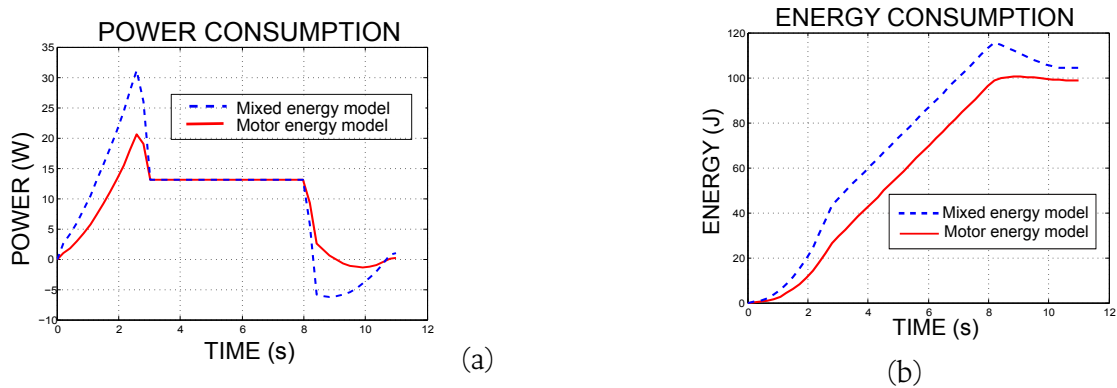 POWER CONSUMPTION
35
30
25
20
15
10
5
0
−5
−10
0 2 4 6 8 10 12
POWER (W)
TIME (s)
Mixed energy model
Motor energy model
(a)
ENERGY CONSUMPTION
120
100
80
60
40
20
0
0 2 4 6 8 10 12
ENERGY (J)
TIME (s)
Mixed energy model
Motor energy model
(b)